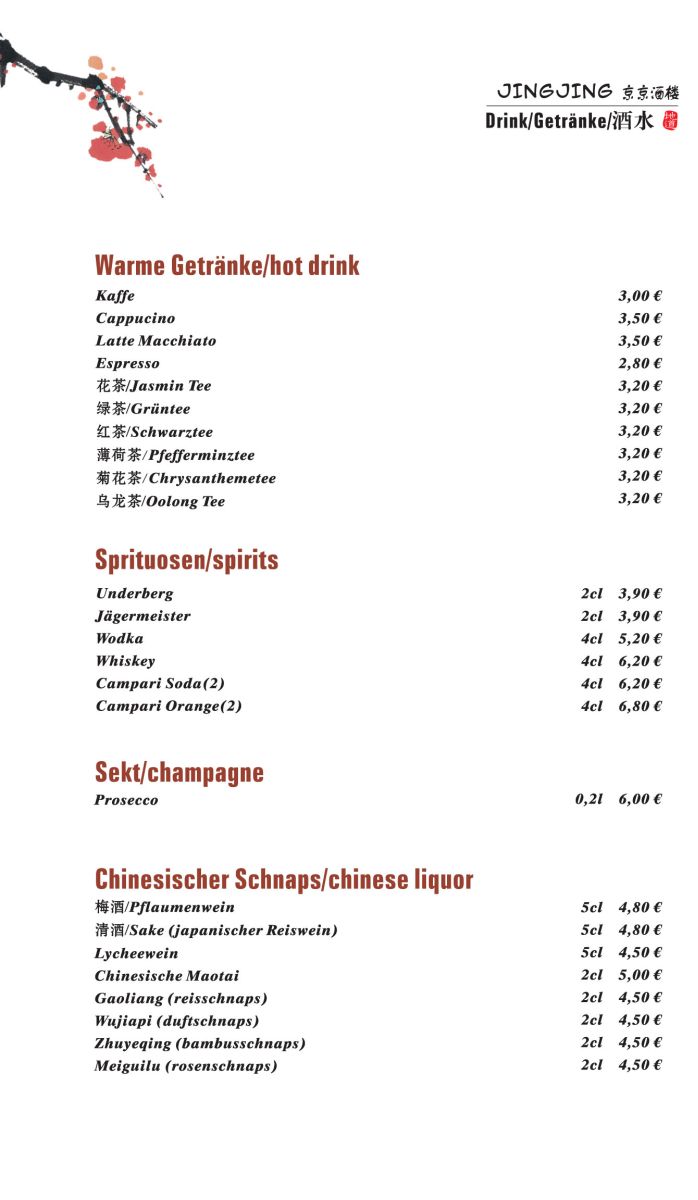 JINGJING 京京酒楼
Drink/Getränke/酒水 地道
Warme Getränke/hot drink
Kaffe 3,00 €
Cappucino 3,50 €
Latte Macchiato 3,50 €
Espresso 2,80 €
花茶/Jasmin Tee 3,20 €
绿茶/Grüntee 3,20 €
红茶/Schwarztee 3,20 €
薄荷茶/Pfefferminztee 3,20 €
菊花茶/Chrysanthemetee 3,20 €
乌龙茶/Oolong Tee 3,20 €
Sprituosen/spirits
Underberg 2cl 3,90 €
Jägermeister 2cl 3,90 €
Wodka 4cl 5,20 €
Whiskey 4cl 6,20 €
Campari Soda(2) 4cl 6,20 €
Campari Orange(2) 4cl 6,80 €
Sekt/champagne
Prosecco 0,2l 6,00 €
Chinesischer Schnaps/chinese liquor
梅酒/Pflaumenwein 5cl 4,80 €
清酒/Sake (japanischer Reiswein) 5cl 4,80 €
Lycheewein 5cl 4,50 €
Chinesische Maotai 2cl 5,00 €
Gaoliang (reisschnaps) 2cl 4,50 €
Wujiapi (duftschnaps) 2cl 4,50 €
Zhuyeqing (bambusschnaps) 2cl 4,50 €
Meiguilu (rosenschnaps) 2cl 4,50 €